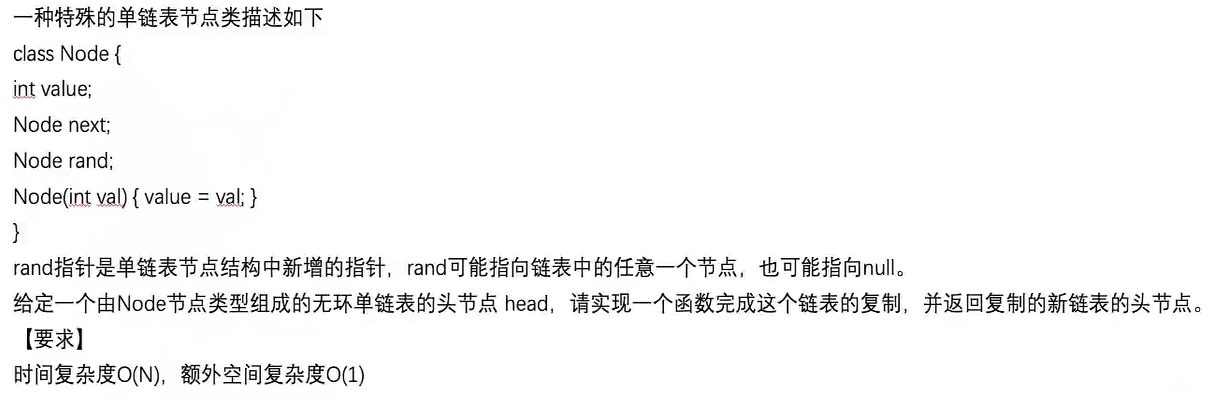 一种特殊的单链表节点类描述如下
class Node {
int value;
Node next;
Node rand;
Node(int val) { value = val; }
}
rand指针是单链表节点结构中新增的指针，rand可能指向链表中的任意一个节点，也可能指向null。
给定一个由Node节点类型组成的无环单链表的头节点 head，请实现一个函数完成这个链表的复制，并返回复制的新链表的头节点。
【要求】
时间复杂度O(N)，额外空间复杂度O(1)